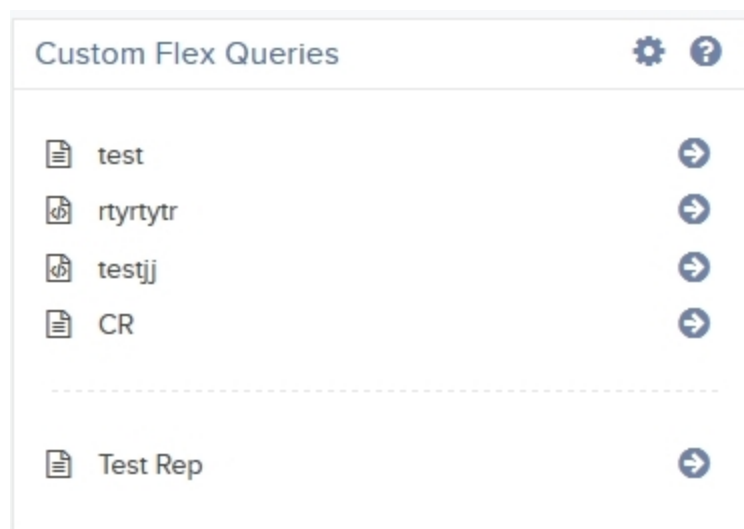 Custom Flex Queries
test
rtyrtytr
testjj
CR
Test Rep